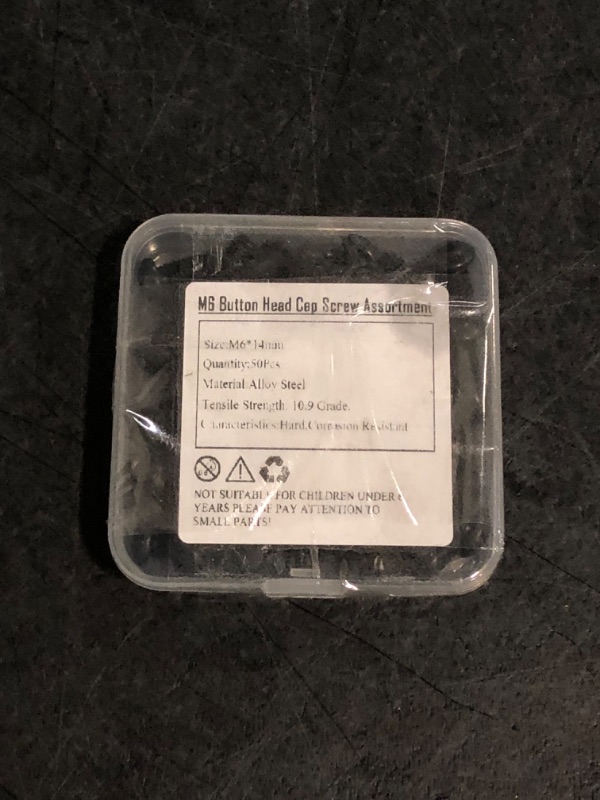 M6 Button Head Cap Screw Assortment
Size:M6*14mm
Quantity:50Pcs
Material:Alloy Steel
Tensile Strength: 10.9 Grade.
Characteristics:Hard,Corrosion Resistant
NOT SUITABLE FOR CHILDREN UNDER
YEARS PLEASE PAY ATTENTION TO
SMALL PARTS!